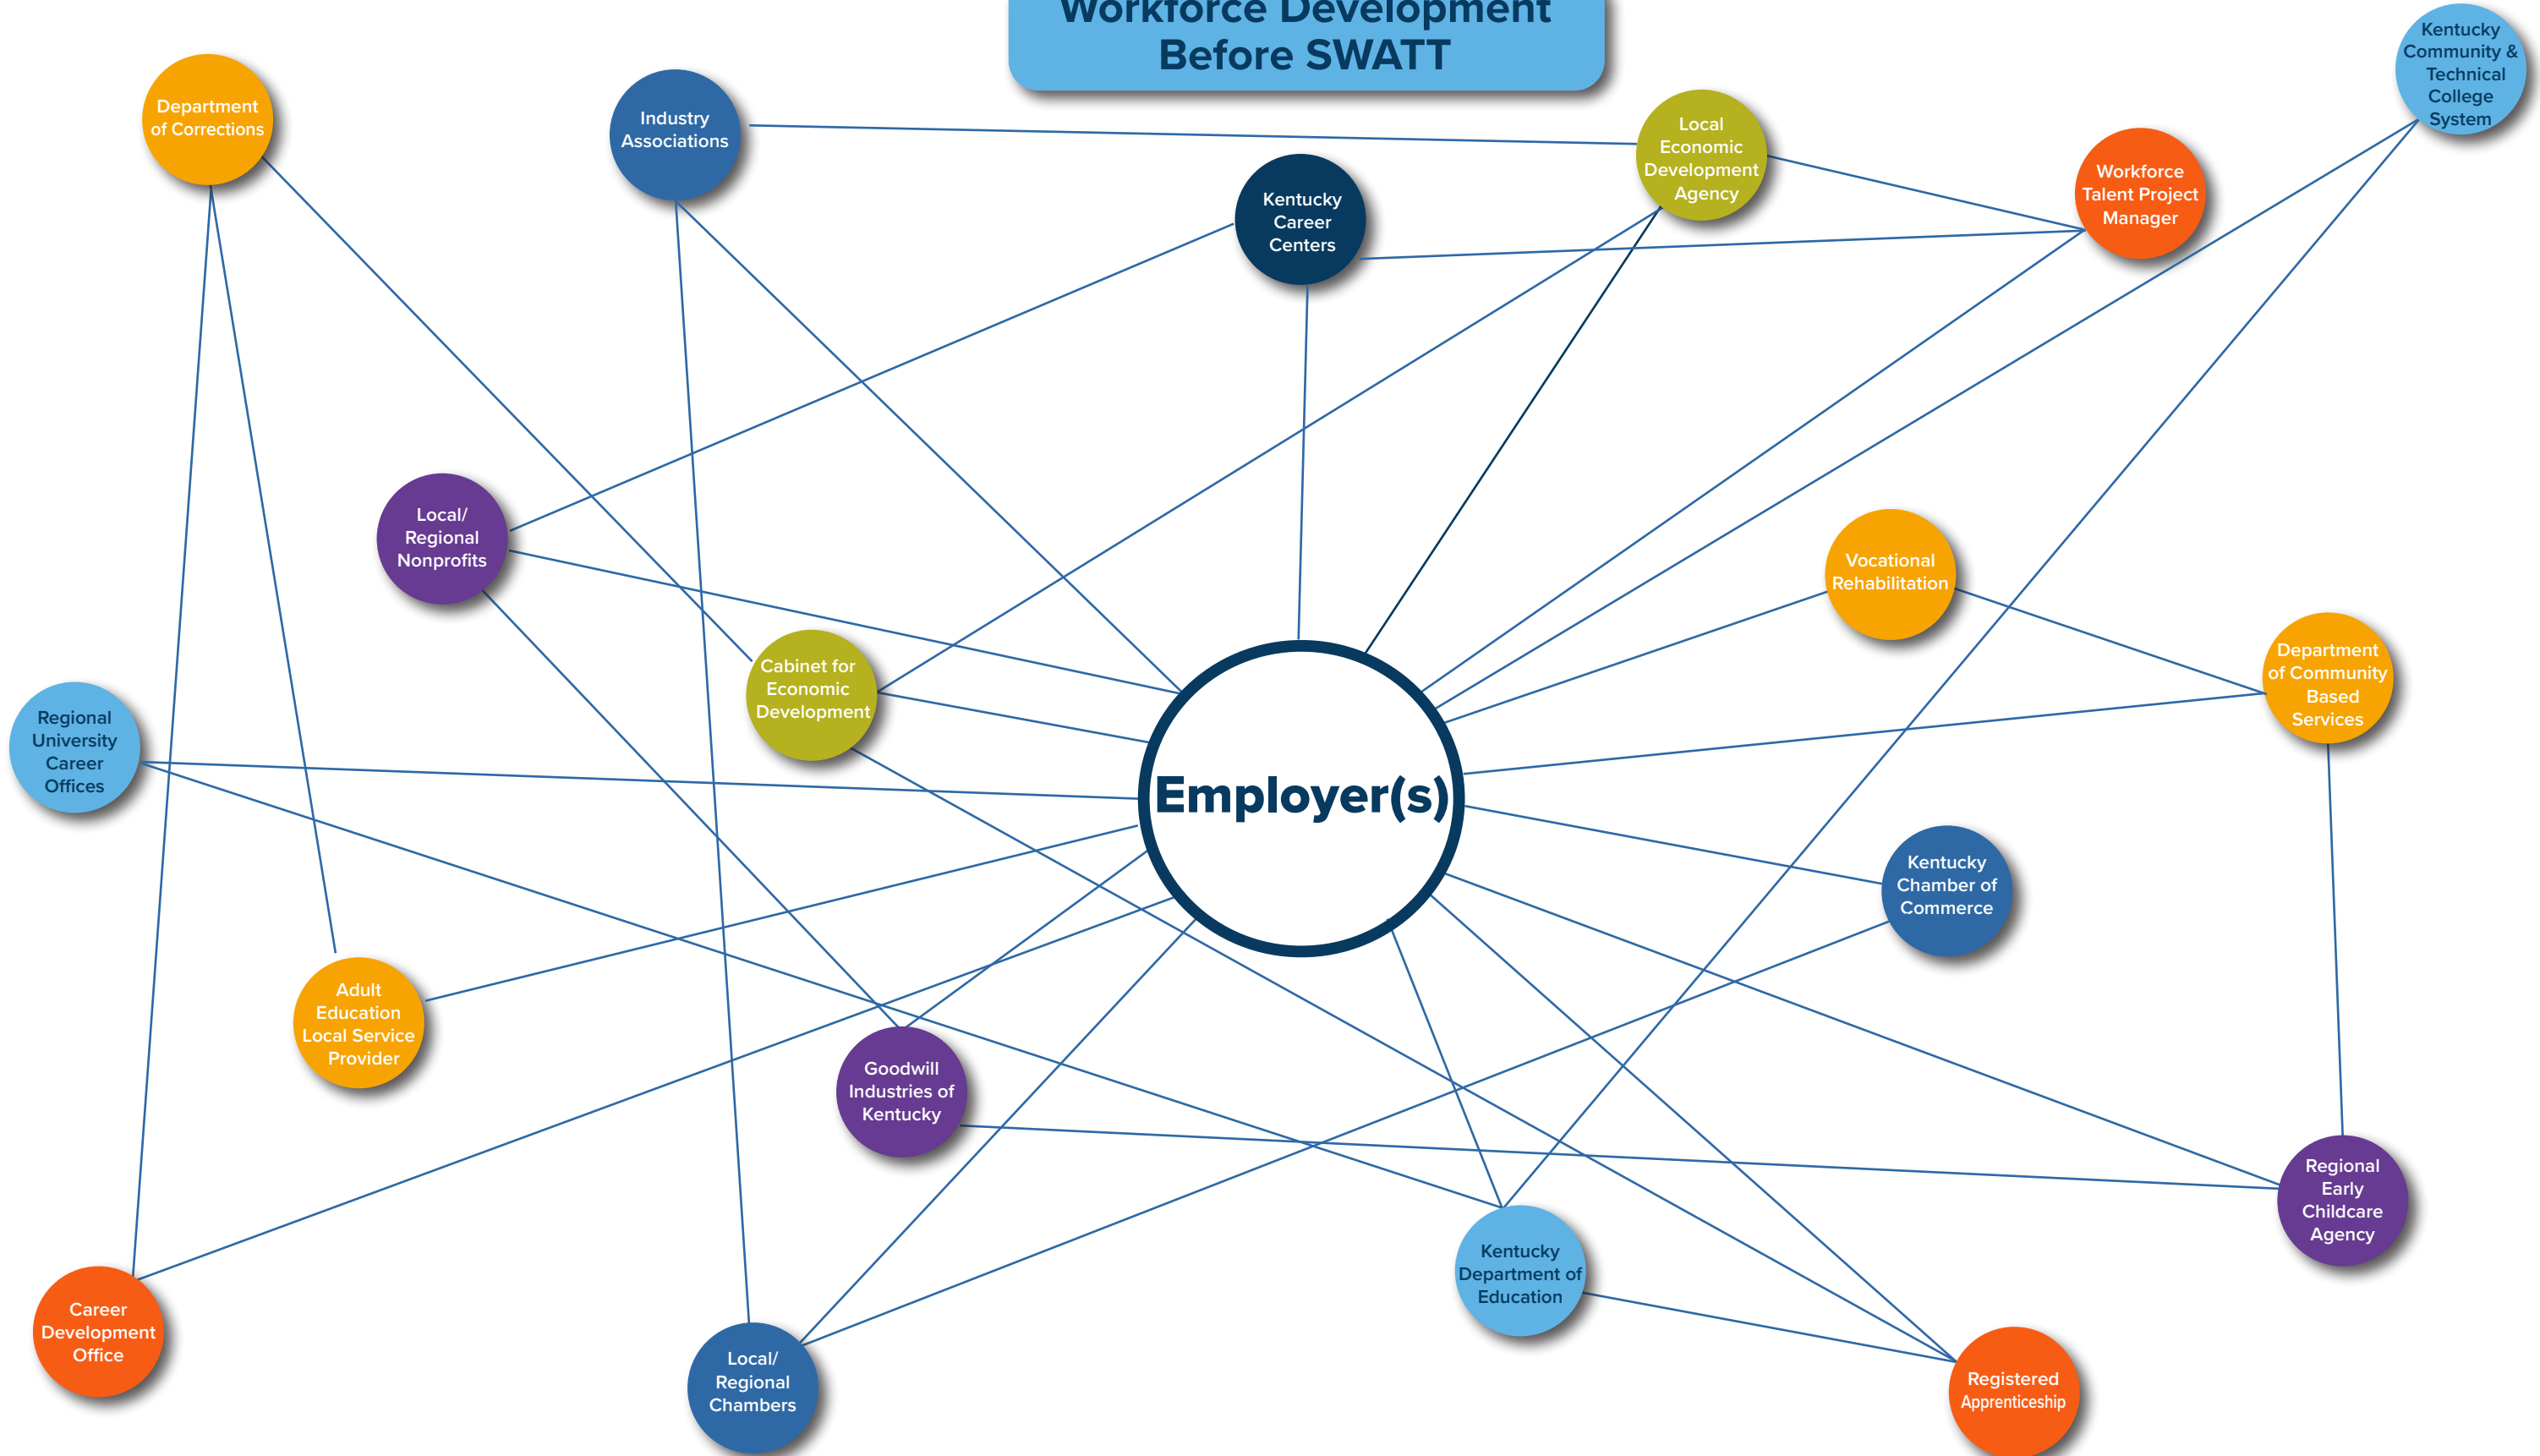 Workforce Development
Before SWATT
Kentucky
Community &
Technical
College
System
Department
of Corrections
Industry
Associations
Local
Economic
Development
Agency
Kentucky
Career
Centers
Workforce
Talent Project
Manager
Local/
Regional
Nonprofits
Vocational
Rehabilitation
Cabinet for
Economic
Development
Department
of Community
Based
Services
Regional
University
Career
Offices
Employer(s)
Kentucky
Chamber of
Commerce
Adult
Education
Local Service
Provider
Goodwill
Industries of
Kentucky
Regional
Early
Childcare
Agency
Kentucky
Department of
Education
Career
Development
Office
Local/
Regional
Chambers
Registered
Apprenticeship